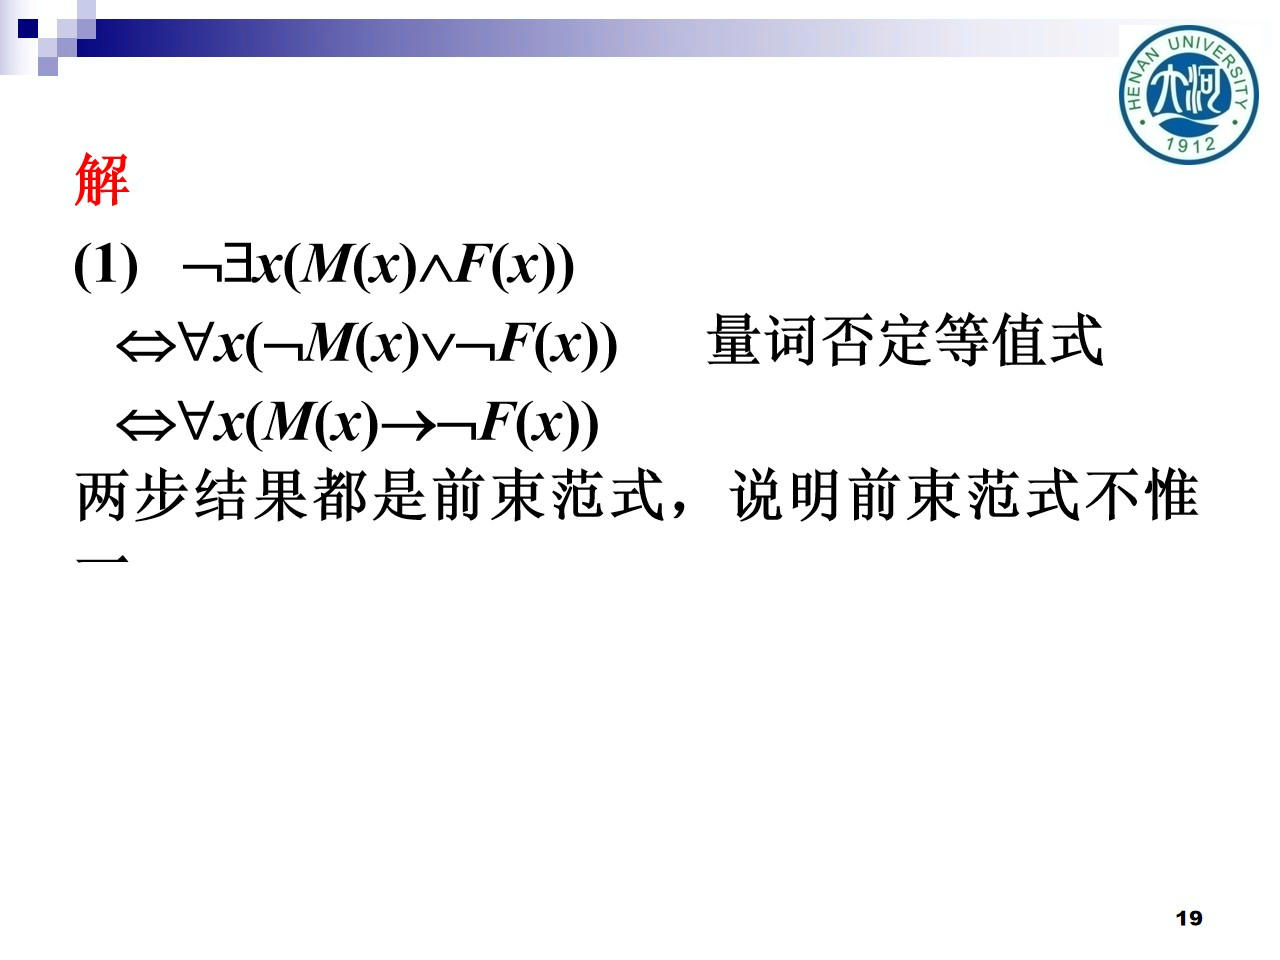 HENAN UNIVERSITY
大河
1912
解
(1) ¬∃x(M(x)∧F(x))
⇔∀x(¬M(x)∨¬F(x)) 量词否定等值式
⇔∀x(M(x)→¬F(x))
两步结果都是前束范式，说明前束范式不惟
一
19